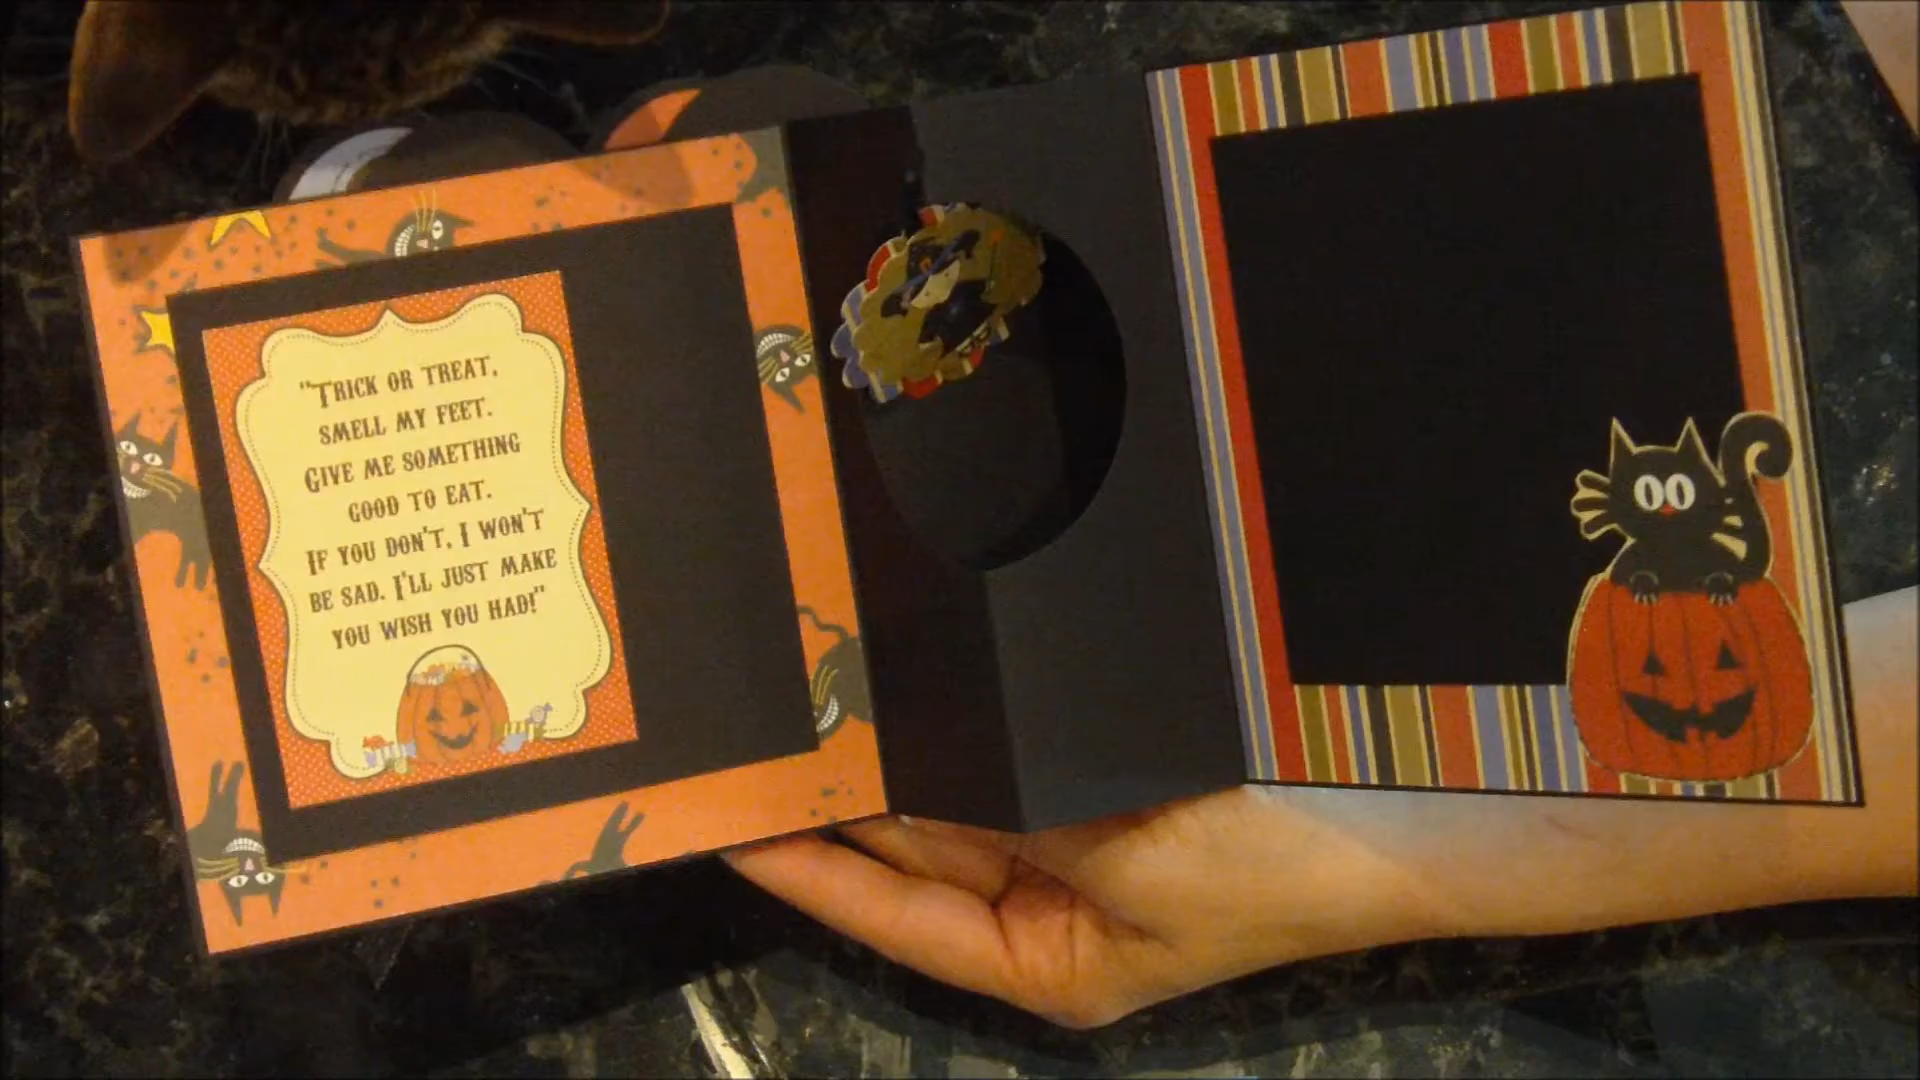 "Trick or treat,
smell my feet.
Give me something
good to eat.
If you don't, I won't
be sad. I'll just make
you wish you had!"